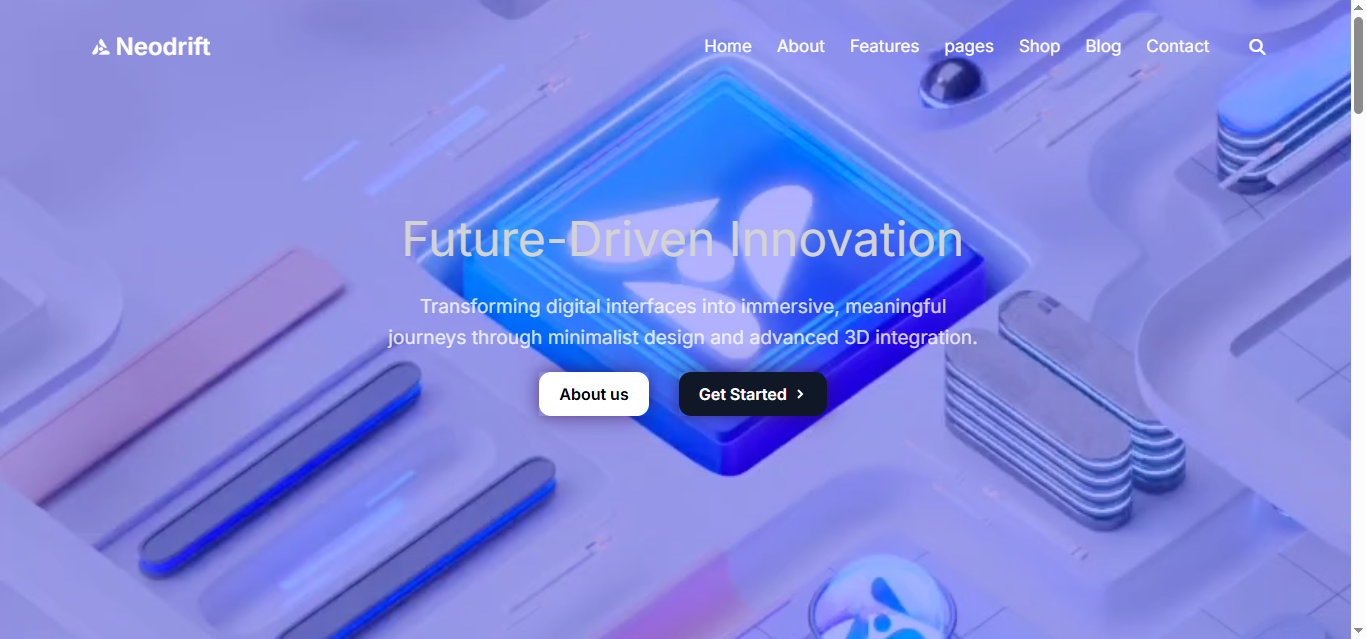 Neodrift
Home About Features pages Shop Blog Contact
Future-Driven Innovation
Transforming digital interfaces into immersive, meaningful
journeys through minimalist design and advanced 3D integration.
About us
Get Started